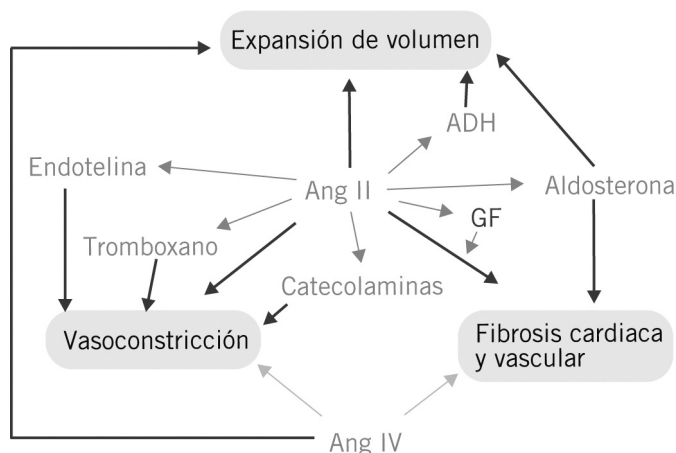 Expansión de volumen
ADH
Endotelina
Ang II
Aldosterona
GF
Tromboxano
Catecolaminas
Vasoconstricción
Fibrosis cardiaca
y vascular
Ang IV